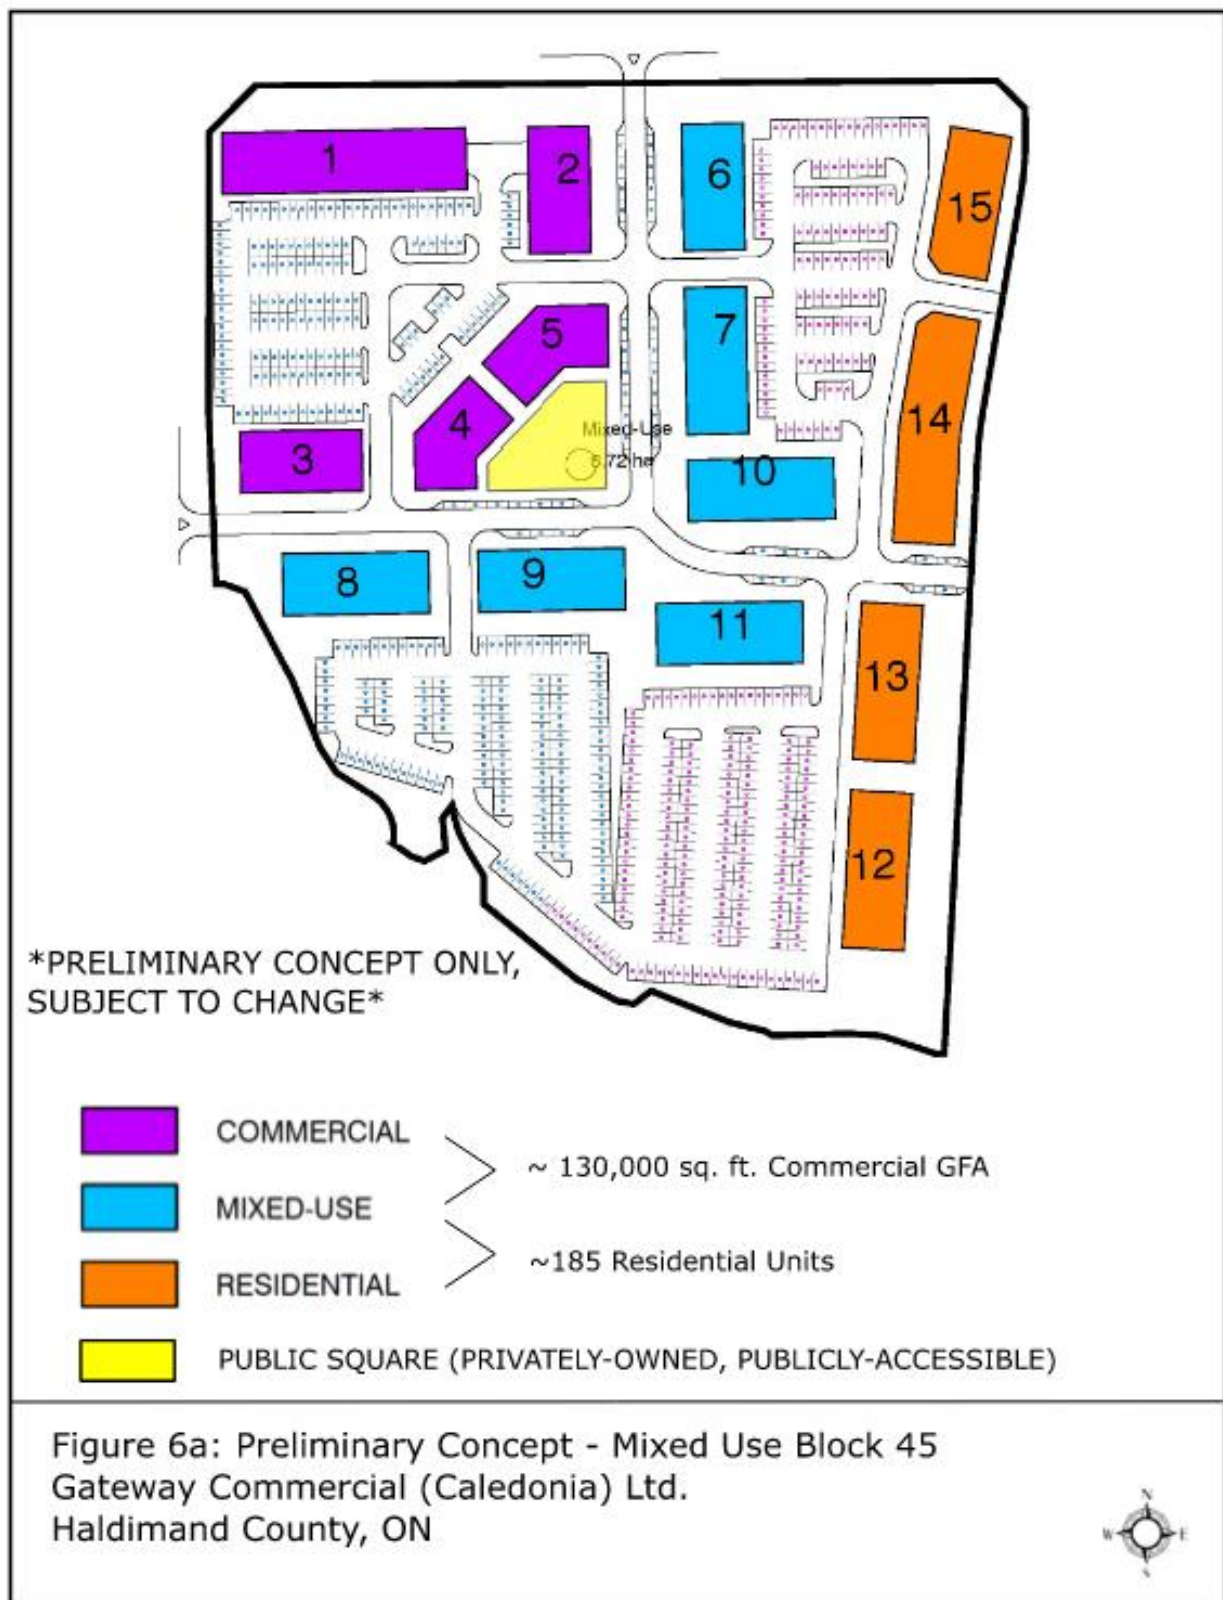 1
2
6
15
5
7
4
14
3
Mixed-Use
5.72 ha
10
8
9
11
13
12
*PRELIMINARY CONCEPT ONLY,
SUBJECT TO CHANGE*
COMMERCIAL
~ 130,000 sq. ft. Commercial GFA
MIXED-USE
~185 Residential Units
RESIDENTIAL
PUBLIC SQUARE (PRIVATELY-OWNED, PUBLICLY-ACCESSIBLE)
Figure 6a: Preliminary Concept - Mixed Use Block 45
Gateway Commercial (Caledonia) Ltd.
Haldimand County, ON
N
W E
S